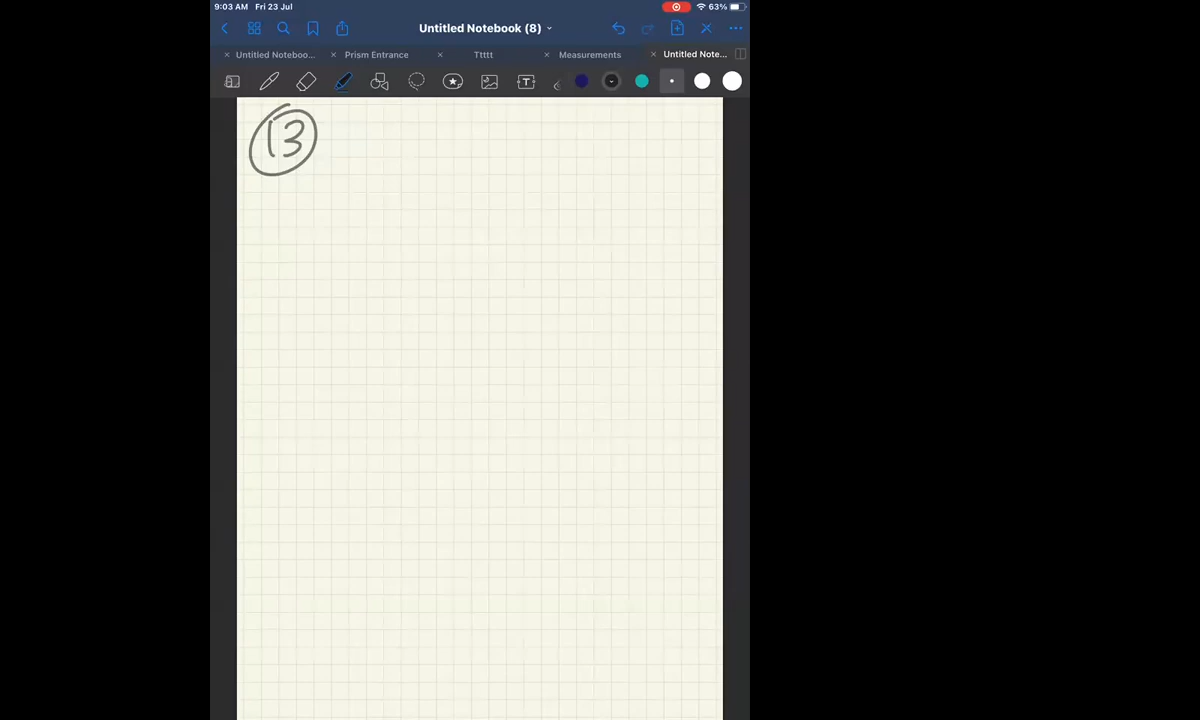 9:03 AM Fri 23 Jul 63%
Untitled Notebook (8)
Untitled Noteboo... Prism Entrance Ttttt Measurements Untitled Note...
T
13